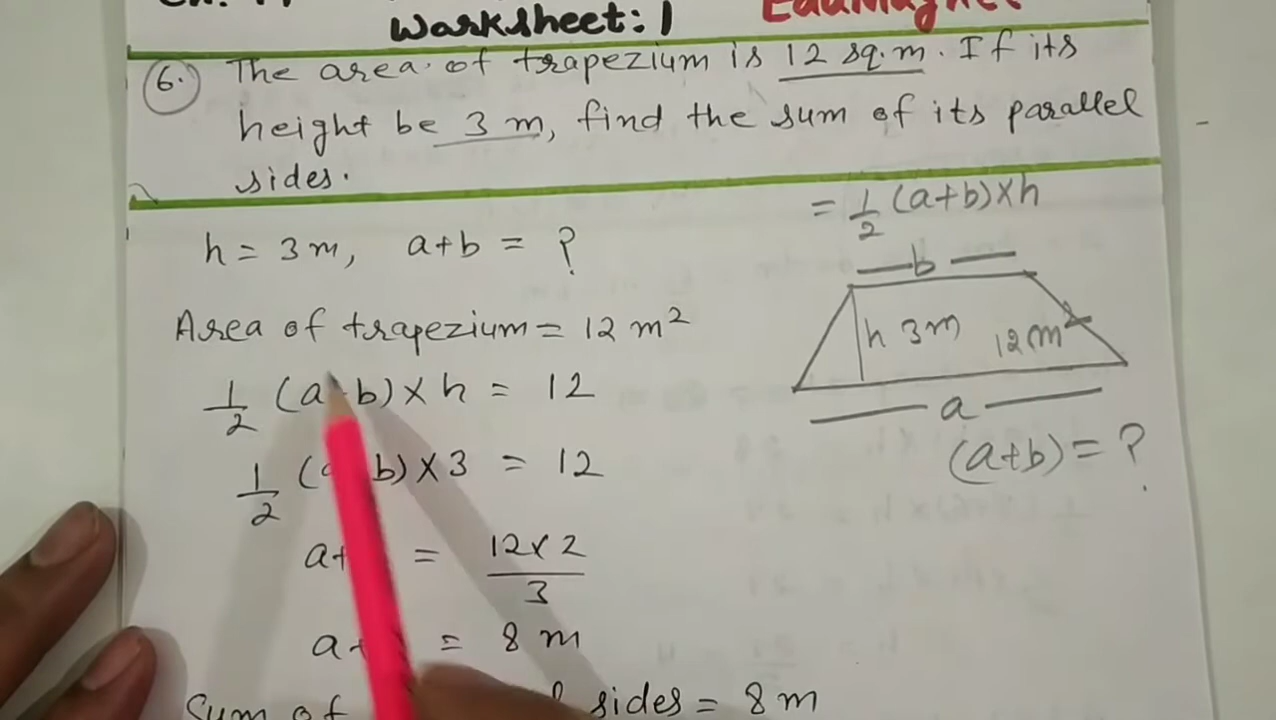 Worksheet: 1
6. The area of trapezium is 12 sq.m. If its
height be 3 m, find the sum of its parallel
sides.
h = 3 m, a+b = ?
Area of trapezium = 12 m²
1/2 (a+b) × h = 12
1/2 (a b) × 3 = 12
a+ = 12×2/3
a+ = 8 m
Sum of sides = 8 m
= 1/2 (a+b)×h
b
h 3m 12m²
a
(a+b) = ?